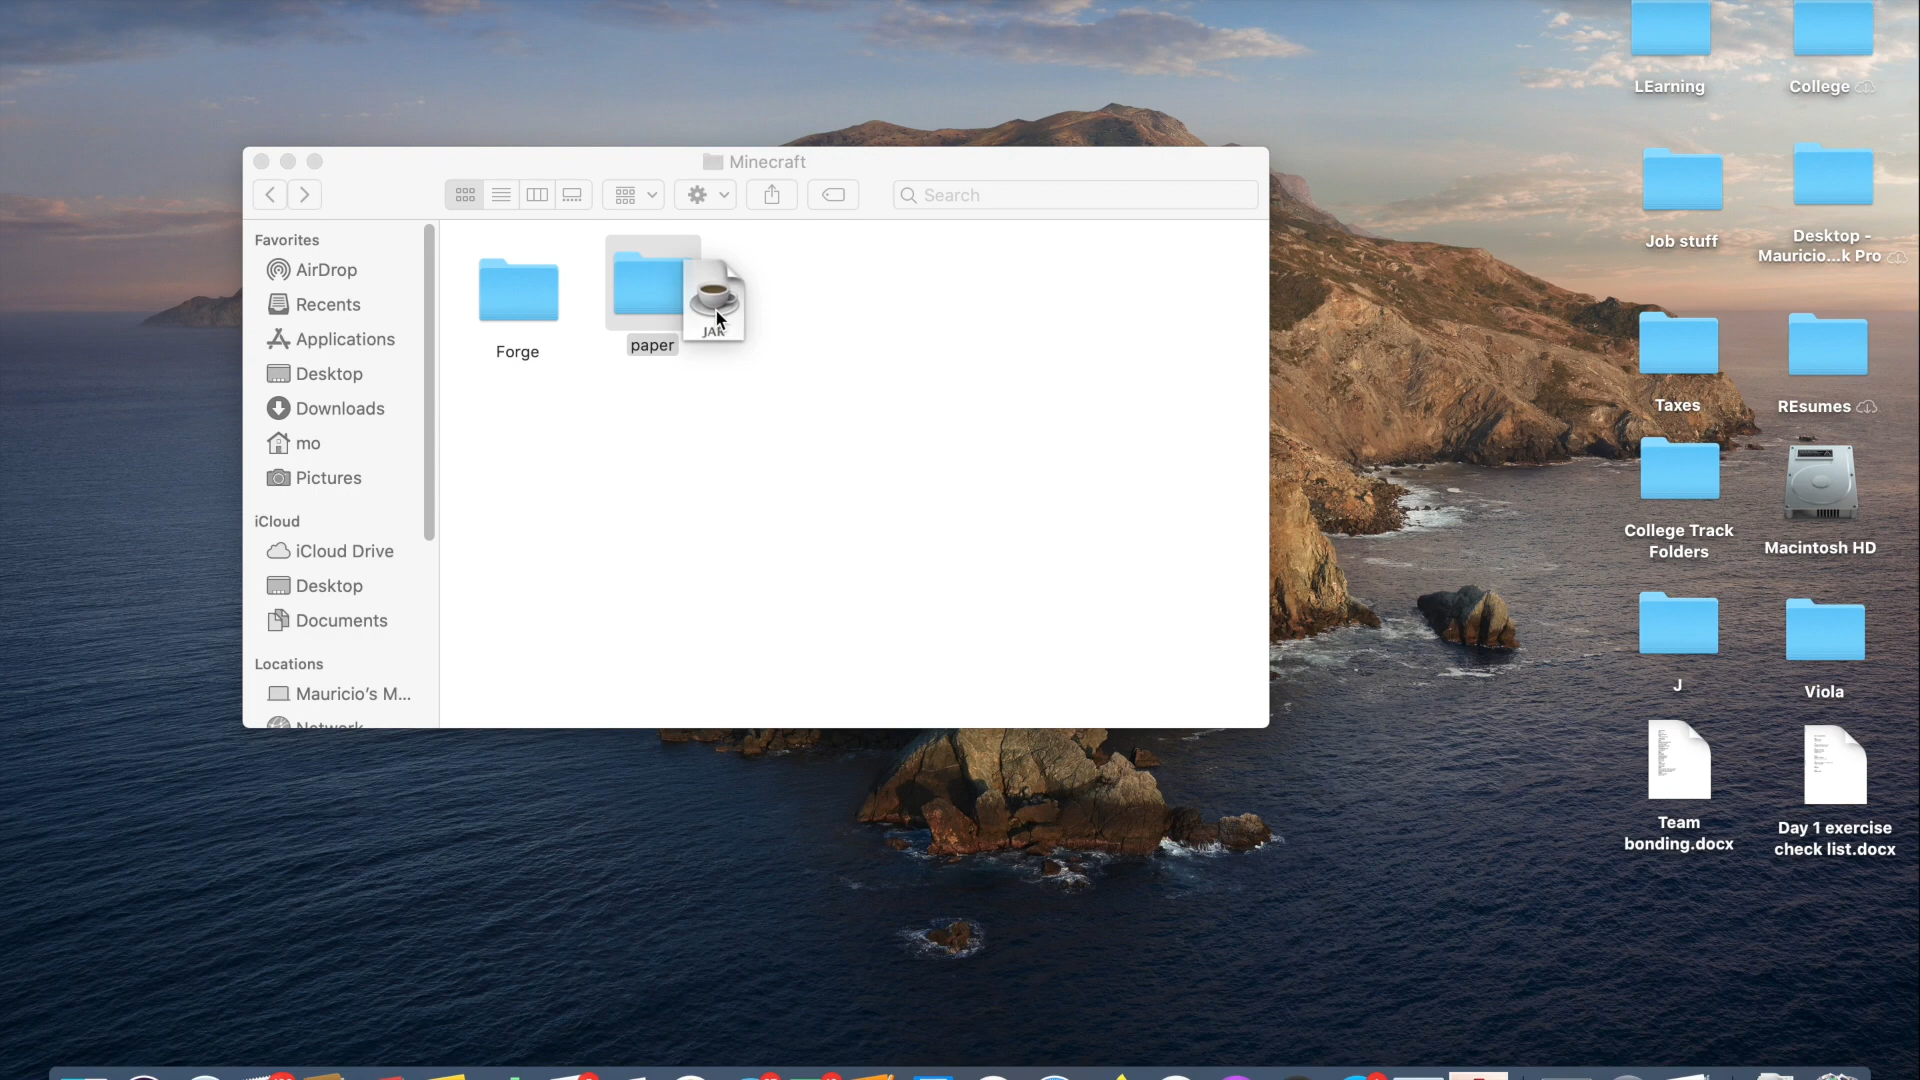 LEarning
College
Minecraft
Search
Job stuff
Desktop -
Mauricio...k Pro
Favorites
AirDrop
Recents
Applications
Desktop
Downloads
mo
Pictures
iCloud
iCloud Drive
Desktop
Documents
Locations
Mauricio's M...
Network
Forge
paper
JAR
Taxes
REsumes
College Track
Folders
Macintosh HD
J
Viola
Team
bonding.docx
Day 1 exercise
check list.docx